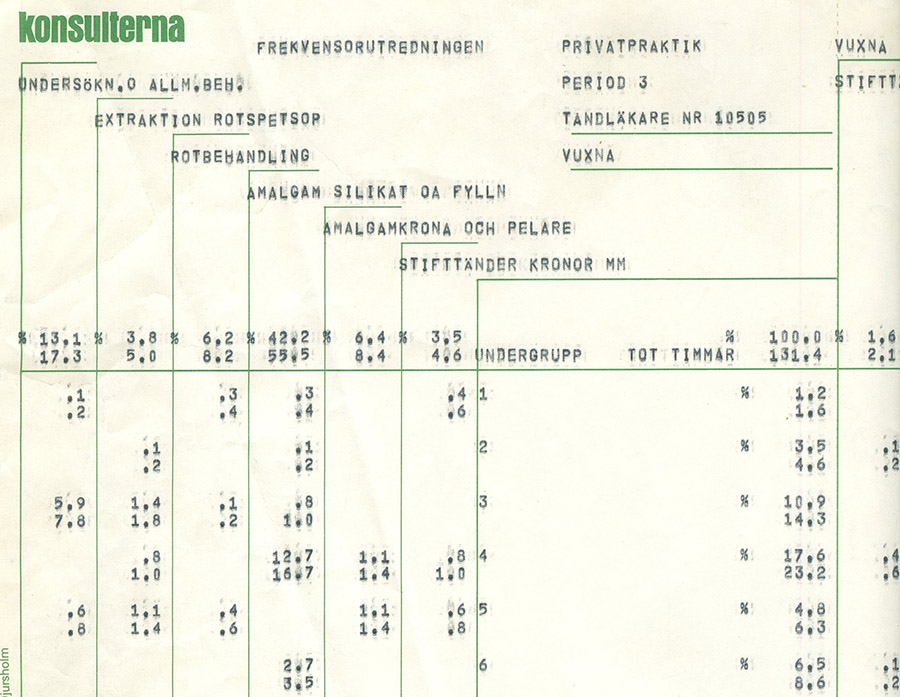 konsulterna
FREKVENSORUTREDNINGEN PRIVATPRAKTIK VUXNA
UNDERSÖKN.O ALLM.BEH. PERIOD 3 STIFTT
EXTRAKTION ROTSPETSOP TANDLÄKARE NR 10505
ROTBEHANDLING VUXNA
AMALGAM SILIKAT OA FYLLN
AMALGAMKRONA OCH PELARE
STIFTTÄNDER KRONOR MM
% 13,1 % 3,8 % 6,2 % 42,2 % 6,4 % 3,5 % 100,0 % 1,6
17,3 5,0 8,2 55,5 8,4 4,6 UNDERGRUPP TOT TIMMAR 131,4 2,1
,1 ,3 ,3 ,4 1 % 1,2
,2 ,4 ,4 ,6 1,6
,1 ,1 2 % 3,5 ,1
,2 ,2 4,6 ,2
5,9 1,4 ,1 ,8 3 % 10,9
7,8 1,8 ,2 1,0 14,3
,8 12,7 1,1 ,8 4 % 17,6 ,4
1,0 16,7 1,4 1,0 23,2 ,6
,6 1,1 ,4 1,1 ,6 5 % 4,8
,8 1,4 ,6 1,4 ,8 6,3
2,7 6 % 6,5 ,1
3,5 8,6 ,2
jursholm